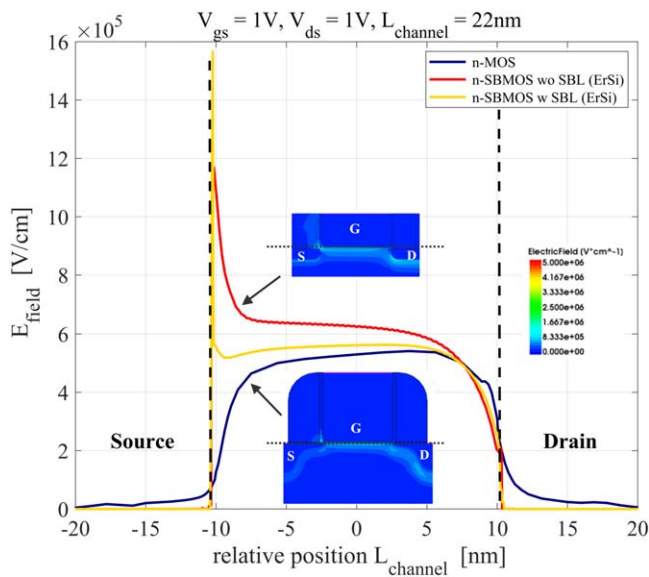 V_gs = 1V, V_ds = 1V, L_channel = 22nm
×10^5
n-MOS
n-SBMOS wo SBL (ErSi)
n-SBMOS w SBL (ErSi)
16
14
12
10
8
6
4
2
0
E_field [V/cm]
G
S
D
ElectricField (V*cm^-1)
5.000e+06
4.167e+06
3.333e+06
2.500e+06
1.667e+06
8.333e+05
0.000e+00
G
S
D
Source
Drain
-20
-15
-10
-5
0
5
10
15
20
relative position L_channel [nm]